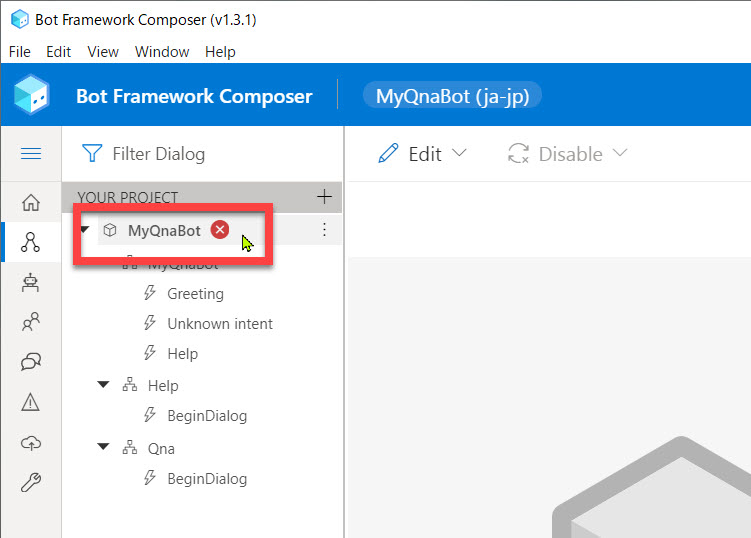 Bot Framework Composer (v1.3.1)
File Edit View Window Help
Bot Framework Composer MyQnaBot (ja-jp)
Filter Dialog Edit Disable
YOUR PROJECT
MyQnaBot
MyQnaBot
Greeting
Unknown intent
Help
Help
BeginDialog
Qna
BeginDialog